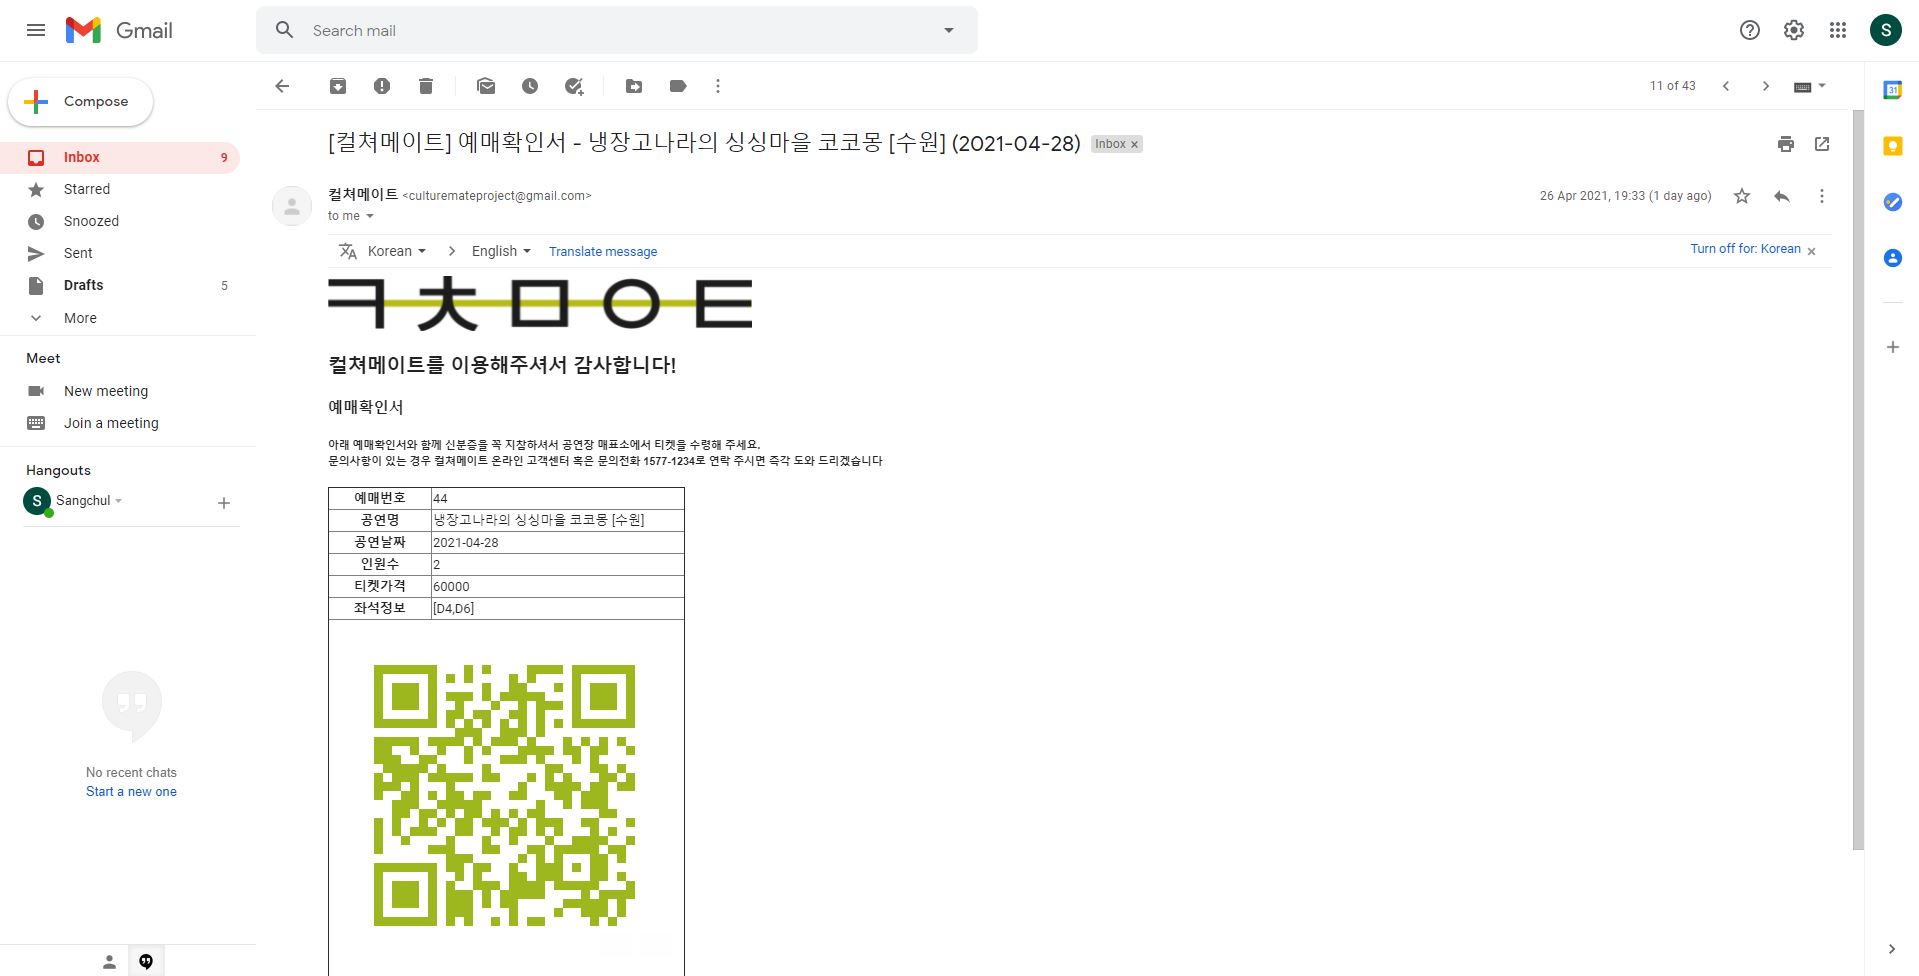 Gmail
Search mail
S
Compose
11 of 43
31
Inbox 9
Starred
Snoozed
Sent
Drafts 5
More
Meet
New meeting
Join a meeting
Hangouts
S Sangchul
No recent chats
Start a new one
[컬쳐메이트] 예매확인서 - 냉장고나라의 싱싱마을 코코몽 [수원] (2021-04-28) Inbox ×
컬쳐메이트 <culturemateproject@gmail.com>
26 Apr 2021, 19:33 (1 day ago)
to me
Korean > English Translate message
Turn off for: Korean ×
ㅋㅊㅁㅇㅌ
컬쳐메이트를 이용해주셔서 감사합니다!
예매확인서
아래 예매확인서와 함께 신분증을 꼭 지참하셔서 공연장 매표소에서 티켓을 수령해 주세요.
문의사항이 있는 경우 컬쳐메이트 온라인 고객센터 혹은 문의전화 1577-1234로 연락 주시면 즉각 도와 드리겠습니다
예매번호 44
공연명 냉장고나라의 싱싱마을 코코몽 [수원]
공연날짜 2021-04-28
인원수 2
티켓가격 60000
좌석정보 [D4,D6]